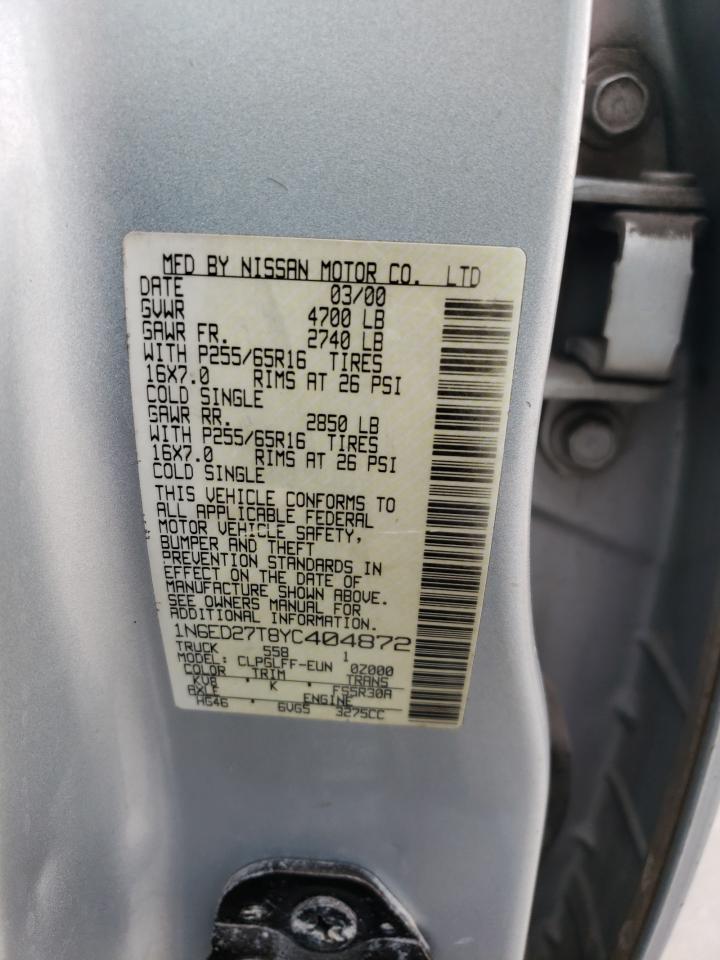 MFD BY NISSAN MOTOR CO. LTD
DATE 03/00
GVWR 4700 LB
GAWR FR. 2740 LB
WITH P255/65R16 TIRES
16X7.0 RIMS AT 26 PSI
COLD SINGLE
GAWR RR. 2850 LB
WITH P255/65R16 TIRES
16X7.0 RIMS AT 26 PSI
COLD SINGLE
THIS VEHICLE CONFORMS TO
ALL APPLICABLE FEDERAL
MOTOR VEHICLE SAFETY,
BUMPER AND THEFT
PREVENTION STANDARDS IN
EFFECT ON THE DATE OF
MANUFACTURE SHOWN ABOVE.
SEE OWNERS MANUAL FOR
ADDITIONAL INFORMATION.
1N6ED27T8YC404872
TRUCK 558 1
MODEL: CLPGLFF-EUN 0Z000
COLOR TRIM TRANS
KV8 K FS5R30A
AXLE ENGINE
HG46 6VG5 3275CC